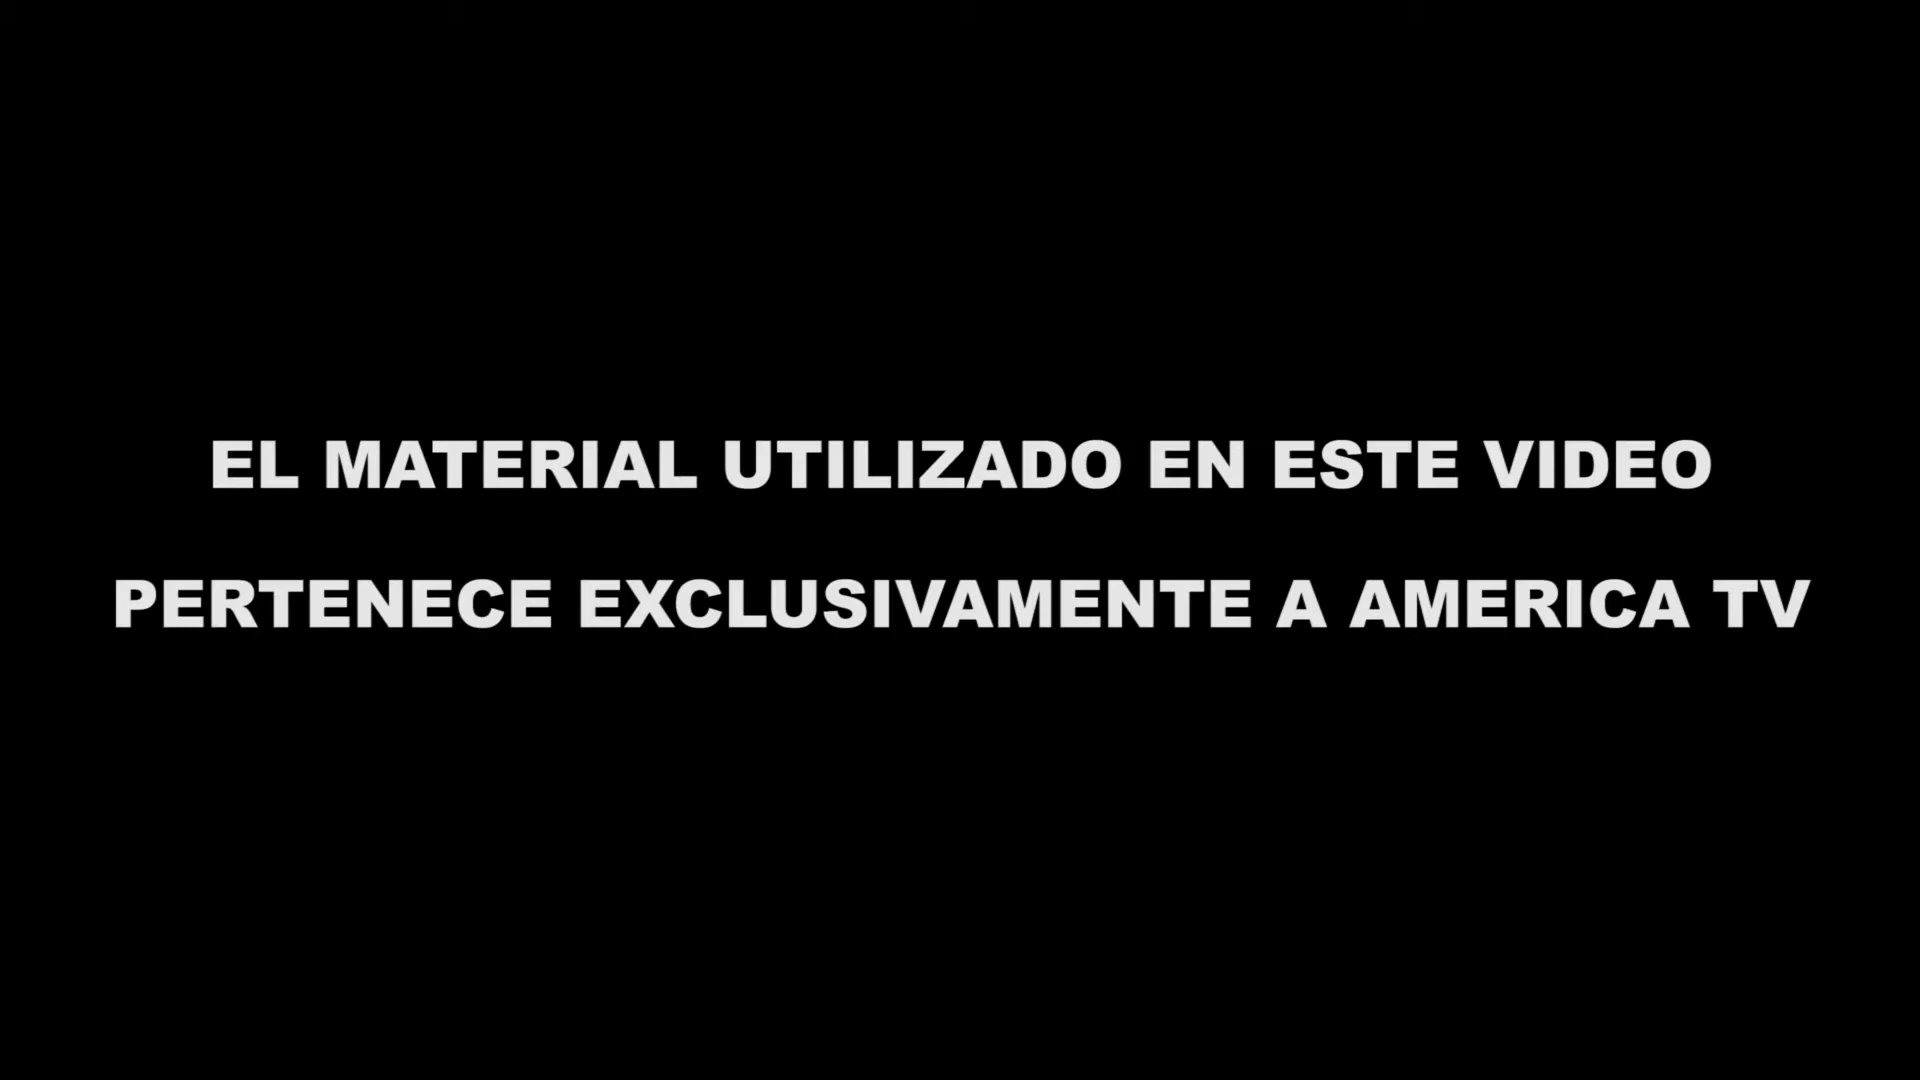 EL MATERIAL UTILIZADO EN ESTE VIDEO
PERTENECE EXCLUSIVAMENTE A AMERICA TV